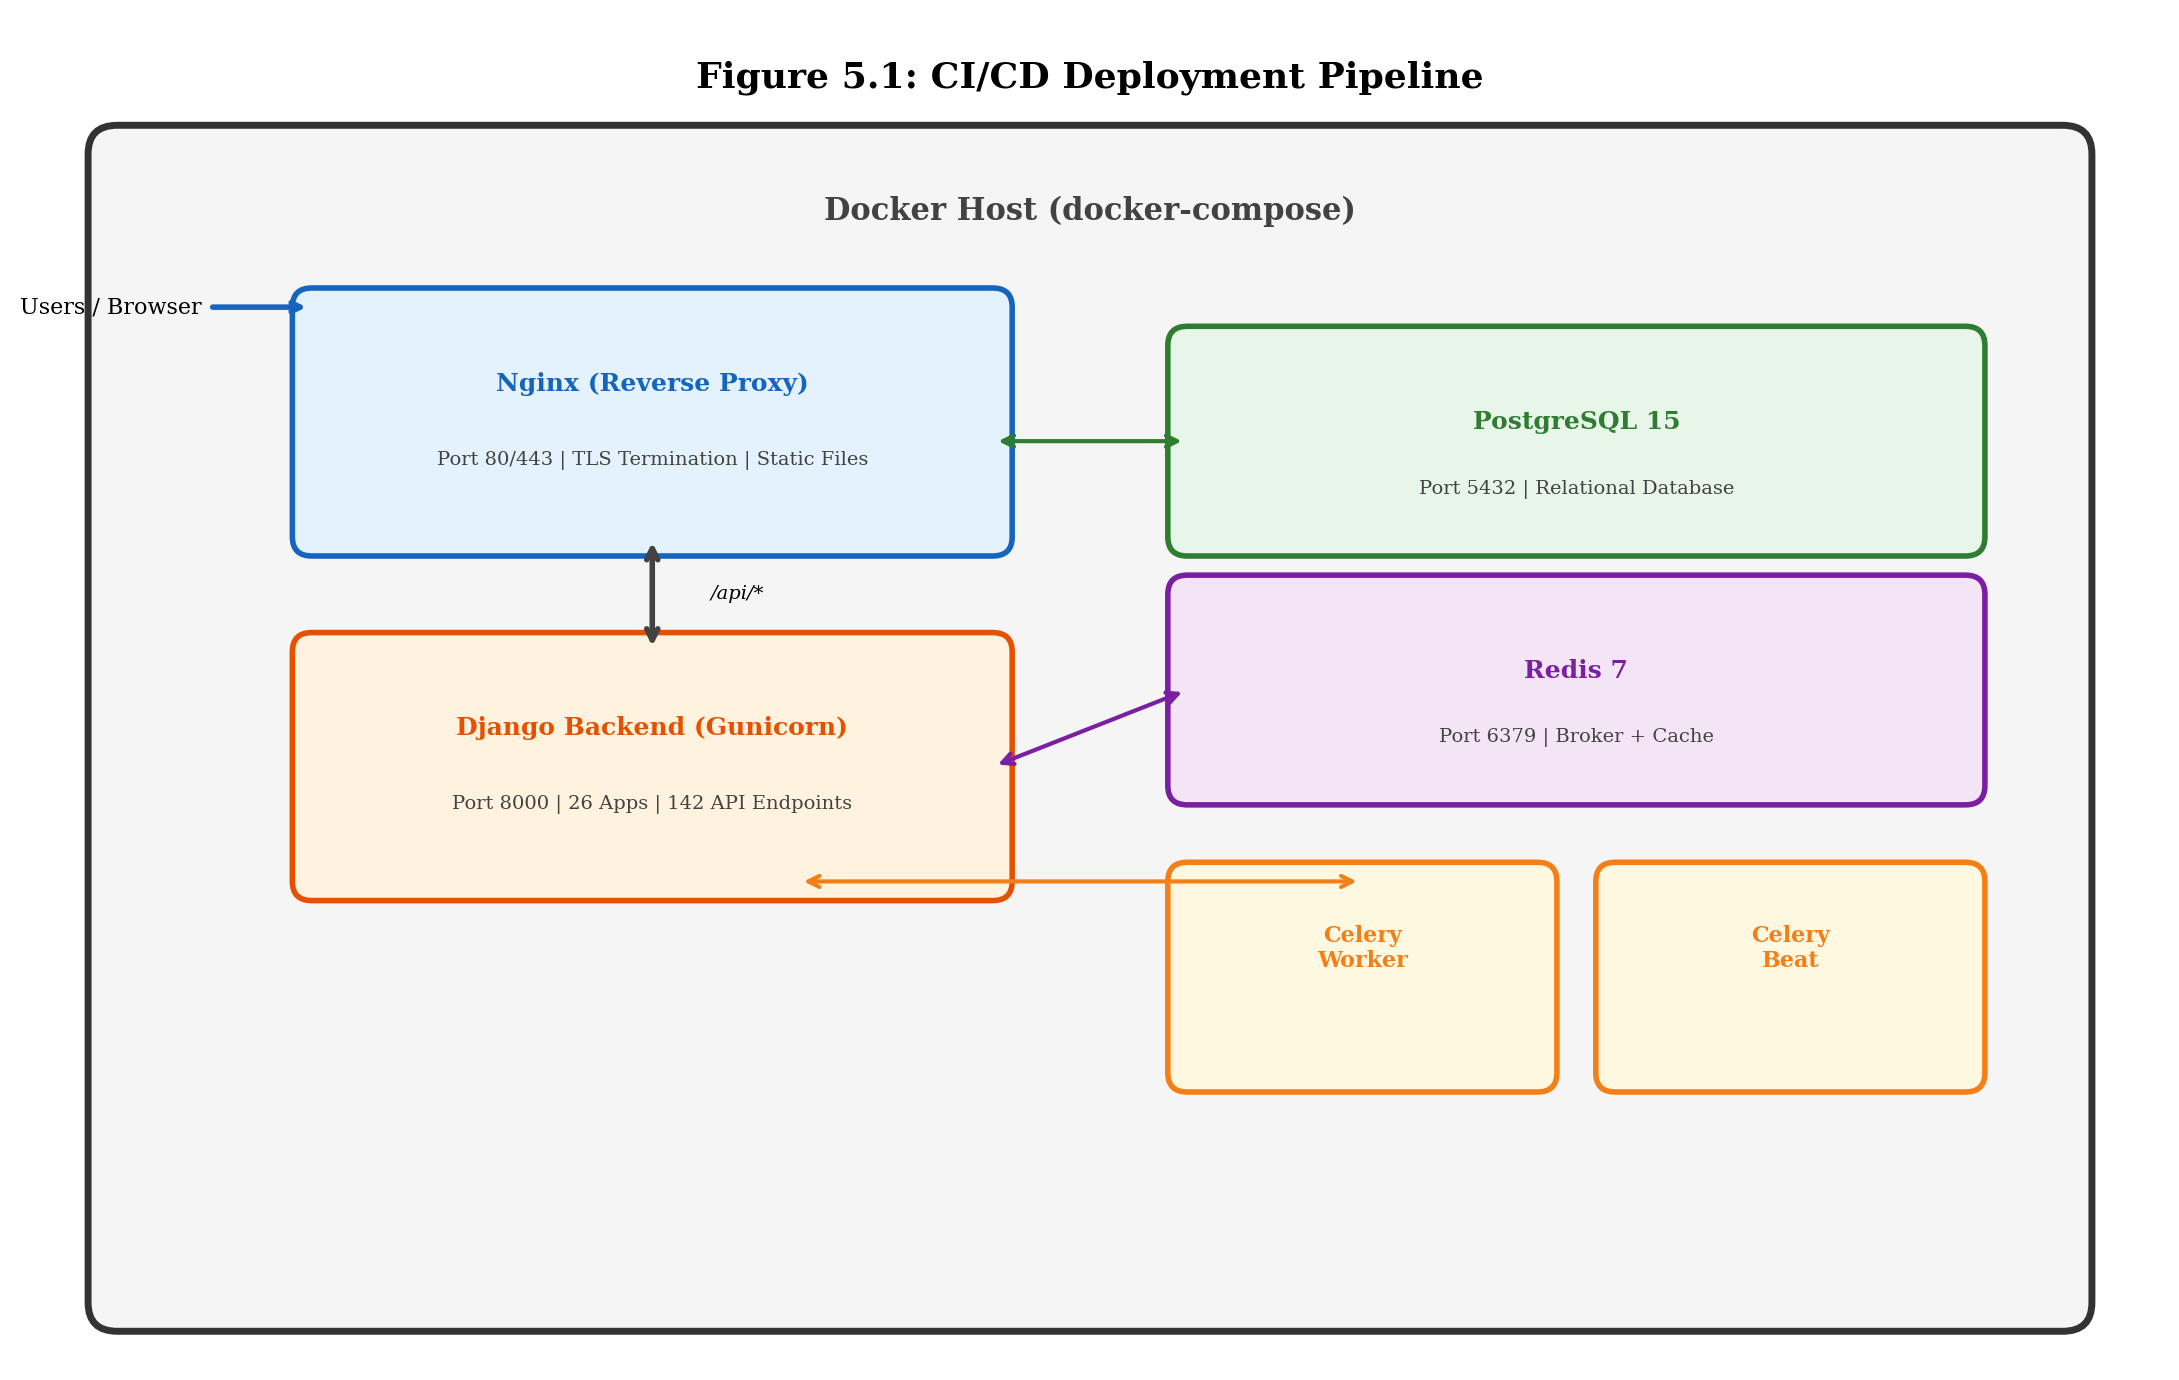 Figure 5.1: CI/CD Deployment Pipeline
Docker Host (docker-compose)
Users / Browser
Nginx (Reverse Proxy)
Port 80/443 | TLS Termination | Static Files
PostgreSQL 15
Port 5432 | Relational Database
/api/*
Redis 7
Port 6379 | Broker + Cache
Django Backend (Gunicorn)
Port 8000 | 26 Apps | 142 API Endpoints
Celery
Worker
Celery
Beat